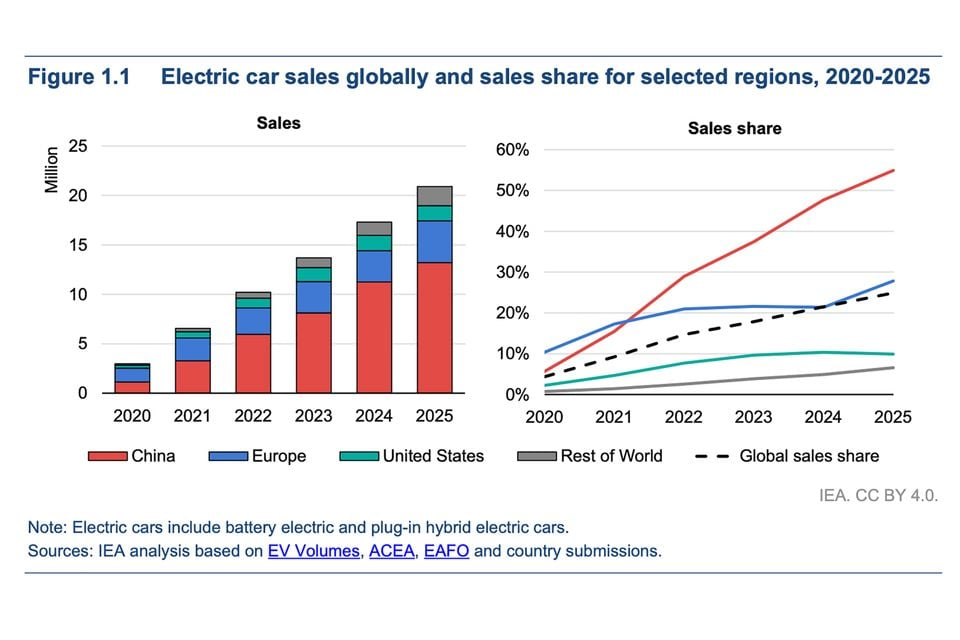 Figure 1.1 Electric car sales globally and sales share for selected regions, 2020-2025
Sales
Million
25
20
15
10
5
0
2020 2021 2022 2023 2024 2025
Sales share
60%
50%
40%
30%
20%
10%
0%
2020 2021 2022 2023 2024 2025
China Europe United States Rest of World Global sales share
IEA. CC BY 4.0.
Note: Electric cars include battery electric and plug-in hybrid electric cars.
Sources: IEA analysis based on EV Volumes, ACEA, EAFO and country submissions.